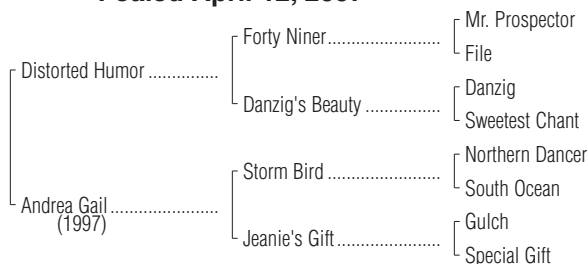 Foaled April 12,
Mr. Prospector
Forty Niner
File
Distorted Humor
Danzig
Danzig's Beauty
Sweetest Chant
Northern Dancer
Storm Bird
South Ocean
Andrea Gail
(1997)
Gulch
Jeanie's Gift
Special Gift